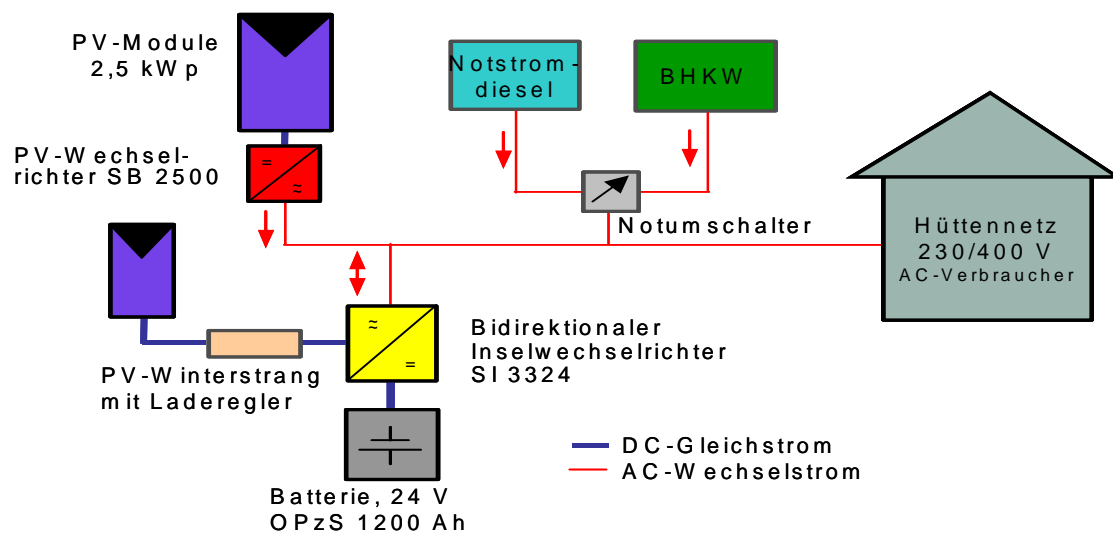 PV-Module
2,5 kWp
Notstrom-
diesel
BHKW
PV-Wechsel-
richter SB 2500
=
≈
Notumschalter
Hüttennetz
230/400 V
AC-Verbraucher
≈
=
Bidirektionaler
Inselwechselrichter
SI 3324
PV-Winterstrang
mit Laderegler
DC-Gleichstrom
AC-Wechselstrom
Batterie, 24 V
OPzS 1200 Ah